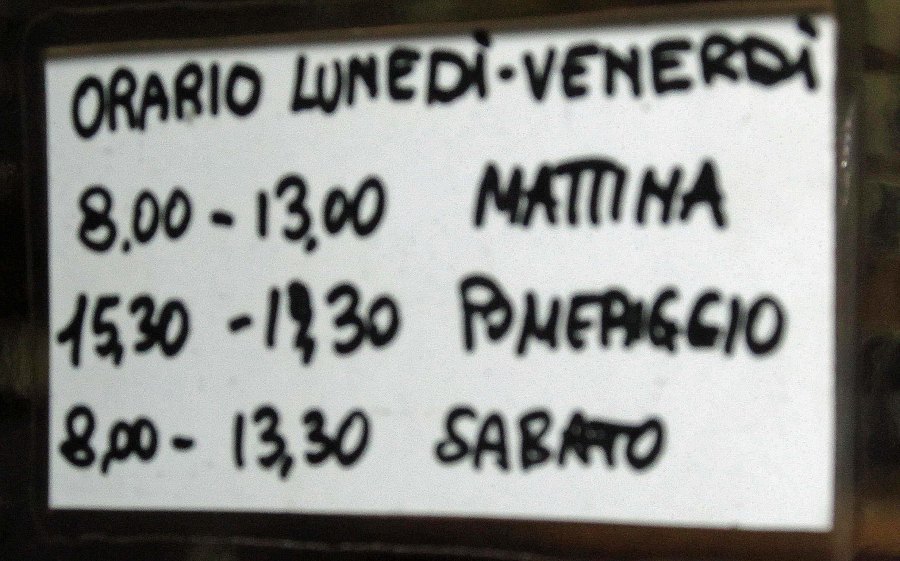 ORARIO LUNEDÌ-VENERDÌ
8.00 - 13,00 MATTINA
15,30 - 19,30 POMERIGGIO
8,00 - 13,30 SABATO